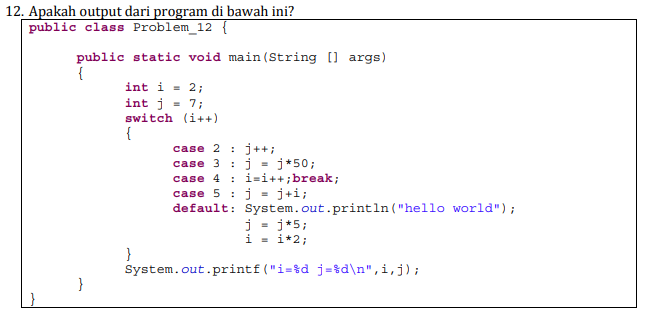 12. Apakah output dari program di bawah ini?
public class Problem_12 {
public static void main(String [] args)
{
int i = 2;
int j = 7;
switch (i++)
{
case 2 : j++;
case 3 : j = j*50;
case 4 : i=i++;break;
case 5 : j = j+i;
default: System.out.println("hello world");
j = j*5;
i = i*2;
}
System.out.printf("i=%d j=%d\n",i,j);
}
}